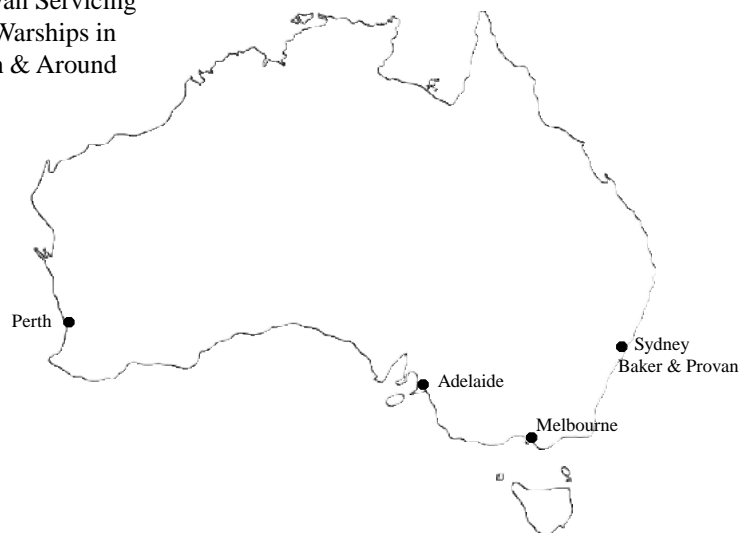 Servicing
Warships in
& Around
Perth
Sydney
Baker & Provan
Adelaide
Melbourne